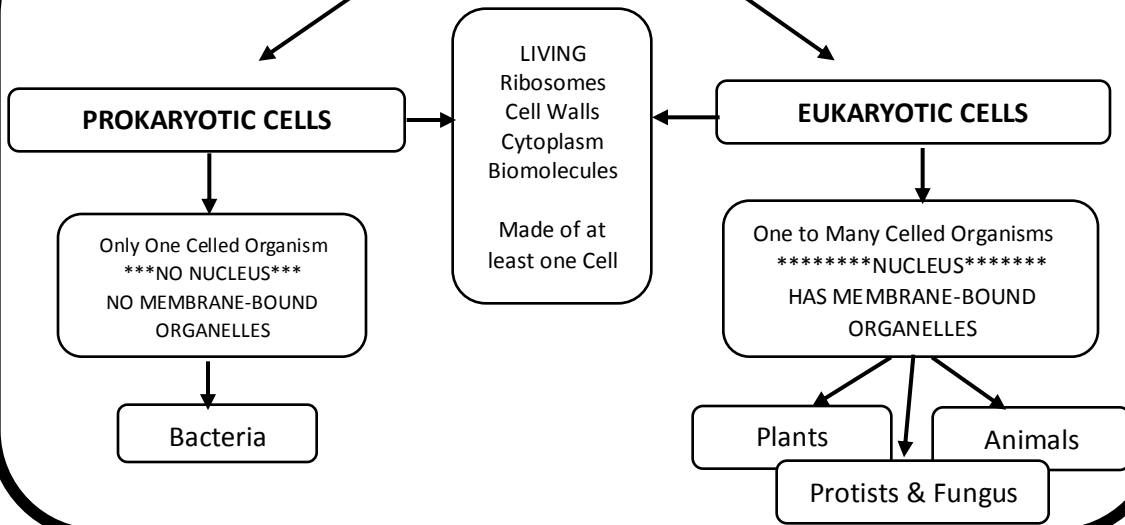 PROKARYOTIC CELLS
LIVING
Ribosomes
Cell Walls
Cytoplasm
Biomolecules
Made of at
least one Cell
EUKARYOTIC CELLS
Only One Celled Organism
***NO NUCLEUS***
NO MEMBRANE-BOUND
ORGANELLES
One to Many Celled Organisms
********NUCLEUS*******
HAS MEMBRANE-BOUND
ORGANELLES
Bacteria
Plants
Animals
Protists & Fungus